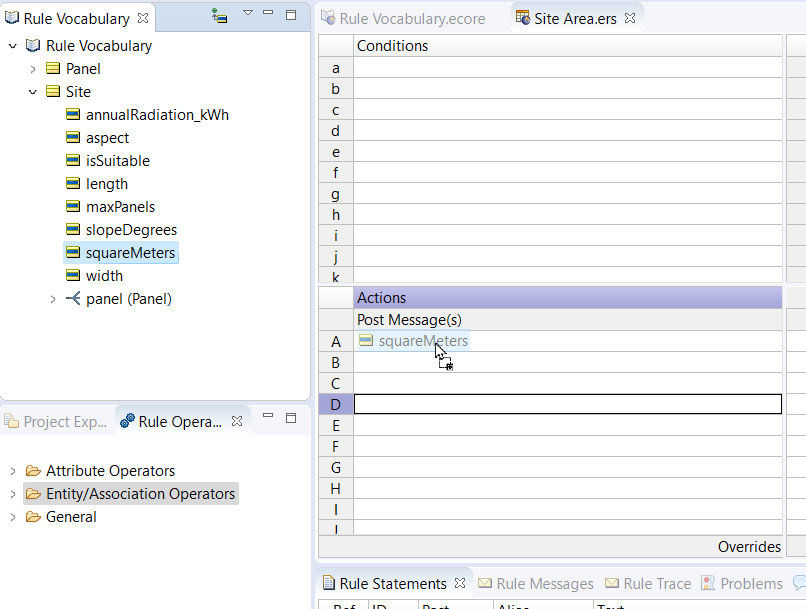 Rule Vocabulary
Rule Vocabulary
Panel
Site
annualRadiation_kWh
aspect
isSuitable
length
maxPanels
slopeDegrees
squareMeters
width
panel (Panel)
Project Exp...
Rule Opera...
Attribute Operators
Entity/Association Operators
General
Rule Vocabulary.ecore
Site Area.ers
Conditions
a
b
c
d
e
f
g
h
i
j
k
Actions
Post Message(s)
A squareMeters
B
C
D
E
F
G
H
I
Overrides
Rule Statements
Rule Messages
Rule Trace
Problems
Ref ID Post Alias Text